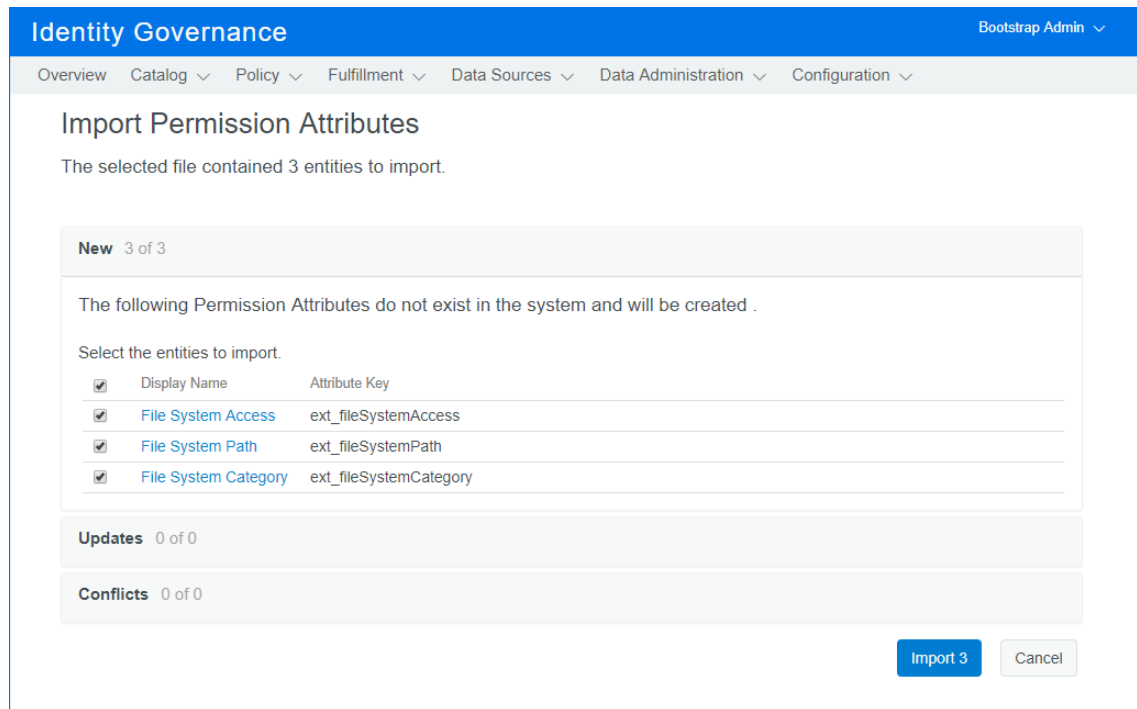 Identity Governance
Bootstrap Admin
Overview Catalog Policy Fulfillment Data Sources Data Administration Configuration
Import Permission Attributes
The selected file contained 3 entities to import.
New 3 of 3
The following Permission Attributes do not exist in the system and will be created .
Select the entities to import.
Display Name Attribute Key
File System Access ext_fileSystemAccess
File System Path ext_fileSystemPath
File System Category ext_fileSystemCategory
Updates 0 of 0
Conflicts 0 of 0
Import 3 Cancel